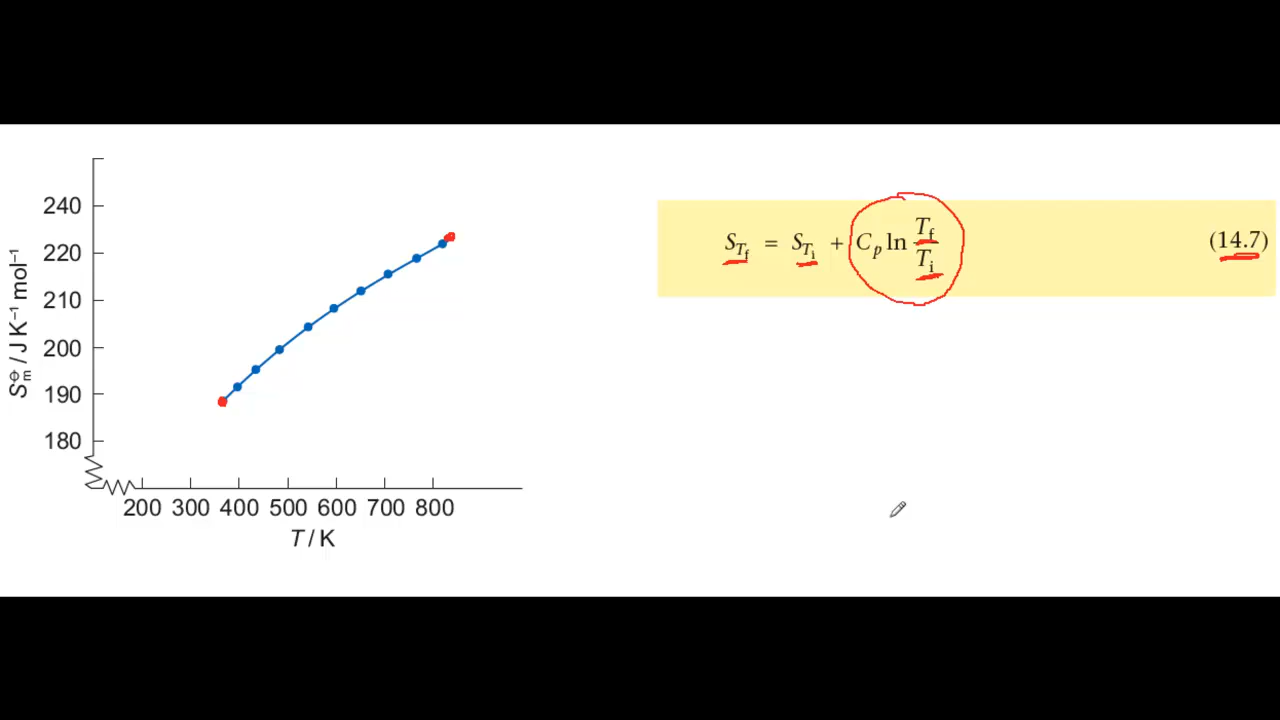 240
220
210
200
190
180
S⦵m / J K⁻¹ mol⁻¹
200 300 400 500 600 700 800
T / K
S_Tf = S_Ti + Cp ln Tf/Ti (14.7)